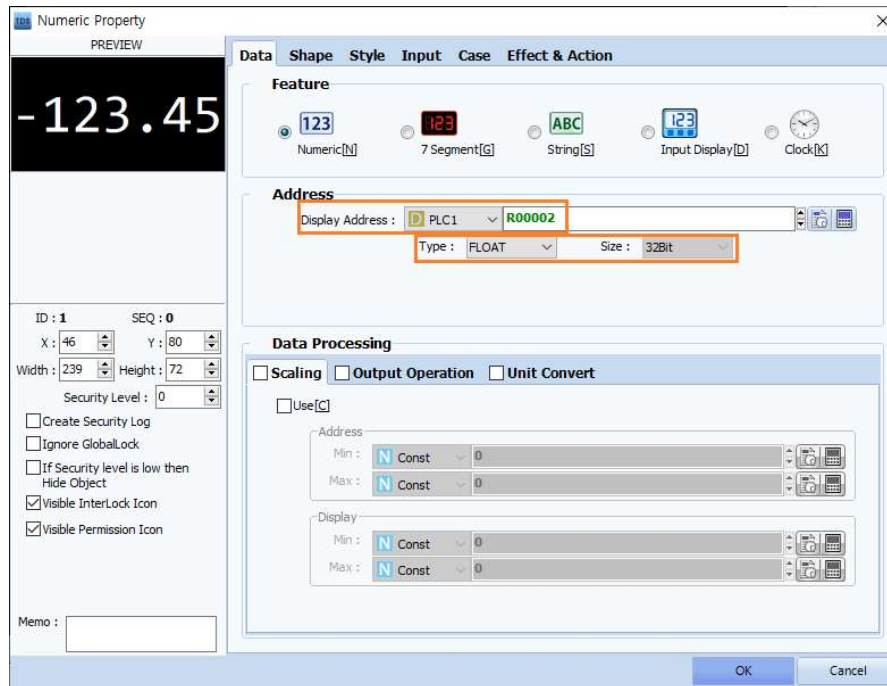 TDS Numeric Property
PREVIEW
-123.45
Data Shape Style Input Case Effect & Action
Feature
123 123 ABC 123
Numeric[N] 7 Segment[G] String[S] Input Display[D] Clock[K]
Address
Display Address : D PLC1 R00002
Type : FLOAT Size : 32Bit
ID : 1 SEQ : 0
X : 46 Y : 80
Width : 239 Height : 72
Security Level : 0
Create Security Log
Ignore GlobalLock
If Security level is low then
Hide Object
Visible InterLock Icon
Visible Permission Icon
Memo :
Data Processing
Scaling Output Operation Unit Convert
Use[C]
Address
Min : N Const 0
Max : N Const 0
Display
Min : N Const 0
Max : N Const 0
OK Cancel